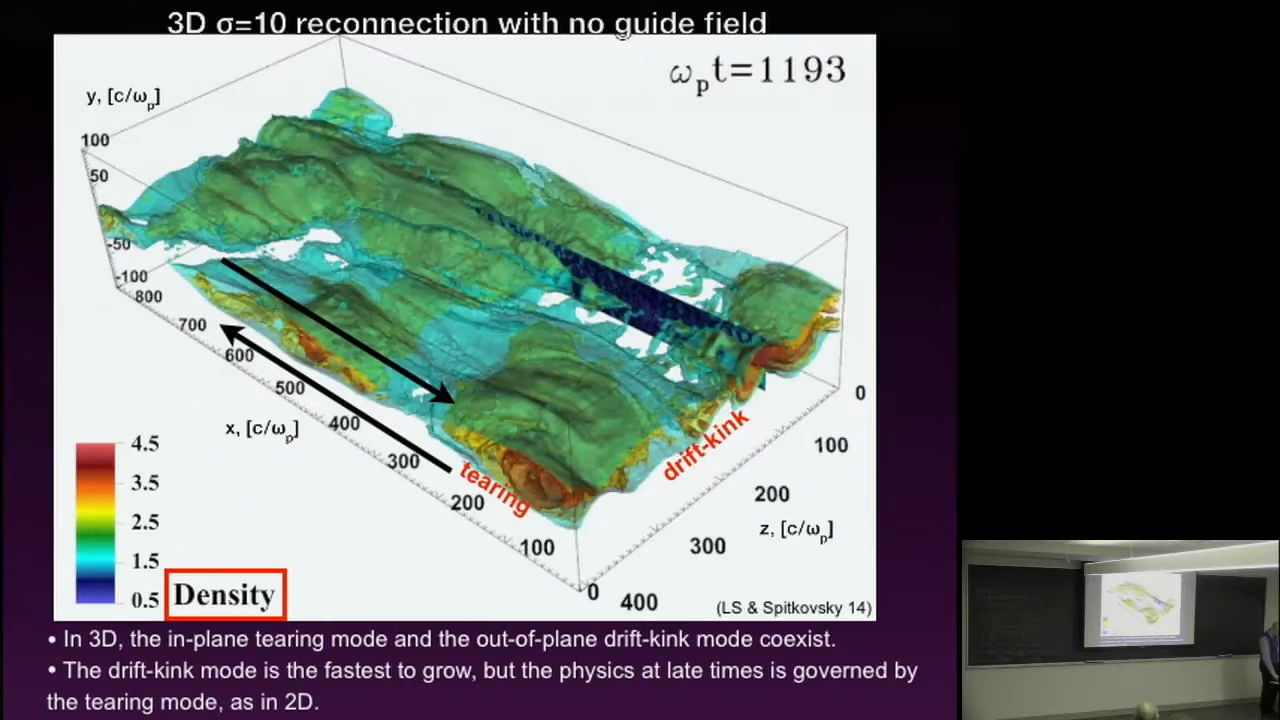 3D σ=10 reconnection with no guide field
ωpt=1193
y, [c/ωp]
100
50
-50
-100
800
700
600
500
400
300
200
100
0
x, [c/ωp]
tearing
drift-kink
0
100
200
300
400
z, [c/ωp]
4.5
3.5
2.5
1.5
0.5
Density
(LS & Spitkovsky 14)
• In 3D, the in-plane tearing mode and the out-of-plane drift-kink mode coexist.
• The drift-kink mode is the fastest to grow, but the physics at late times is governed by
the tearing mode, as in 2D.